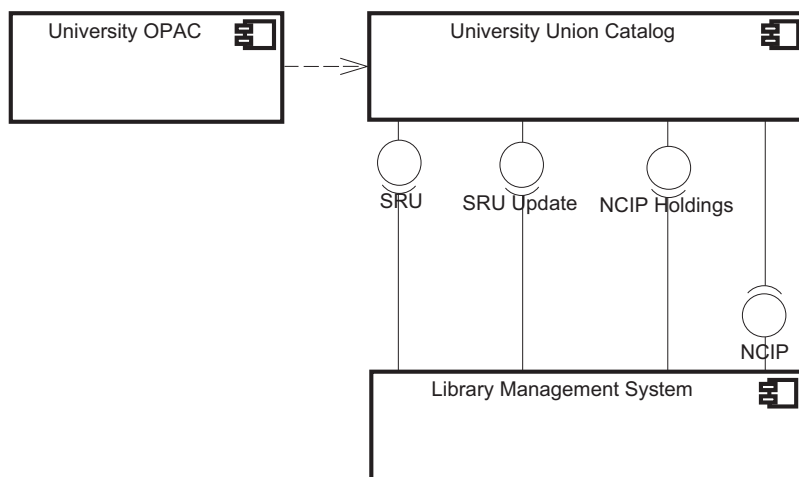 University OPAC
University Union Catalog
SRU
SRU Update
NCIP Holdings
NCIP
Library Management System